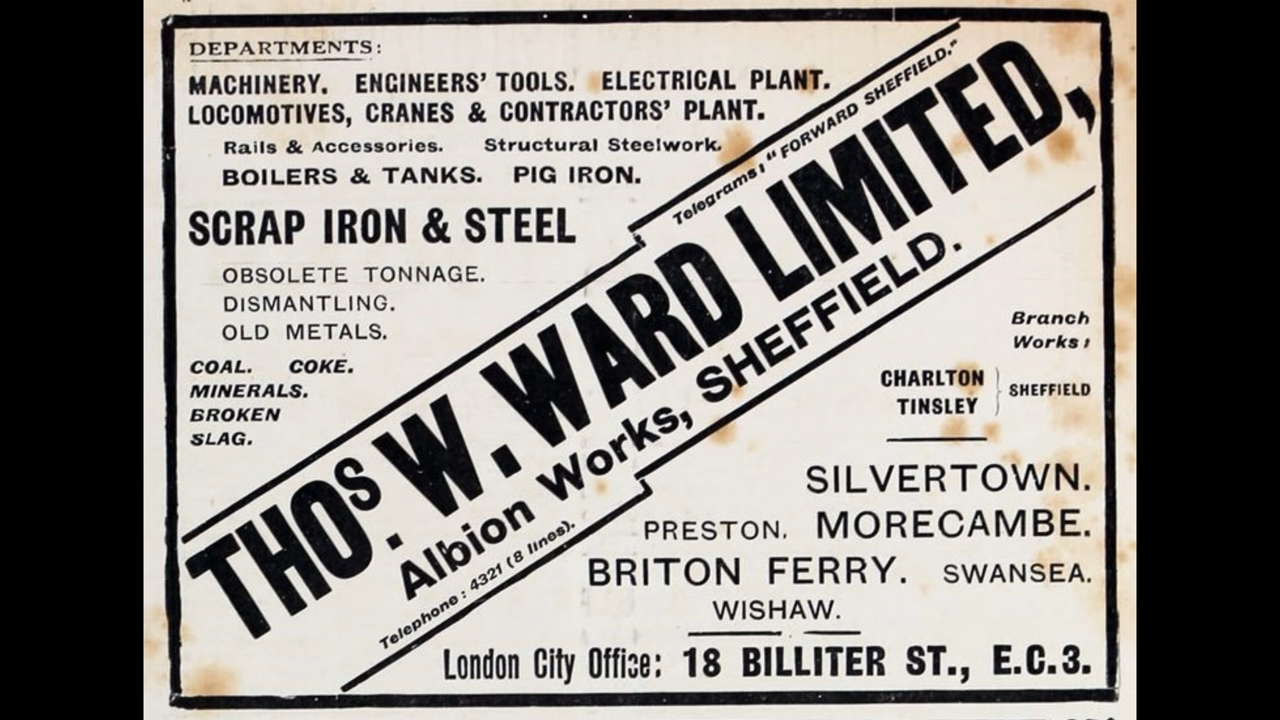 DEPARTMENTS:
MACHINERY. ENGINEERS' TOOLS. ELECTRICAL PLANT.
LOCOMOTIVES, CRANES & CONTRACTORS' PLANT.
Rails & Accessories. Structural Steelwork.
BOILERS & TANKS. PIG IRON.
SCRAP IRON & STEEL
OBSOLETE TONNAGE.
DISMANTLING.
OLD METALS.
COAL. COKE.
MINERALS.
BROKEN
SLAG.
Telegrams: "FORWARD SHEFFIELD."
THOS. W. WARD LIMITED,
Albion Works, SHEFFIELD.
Telephone: 4321 (8 lines).
Branch
Works:
CHARLTON
TINSLEY } SHEFFIELD
SILVERTOWN.
PRESTON. MORECAMBE.
BRITON FERRY. SWANSEA.
WISHAW.
London City Office: 18 BILLITER ST., E.C.3.